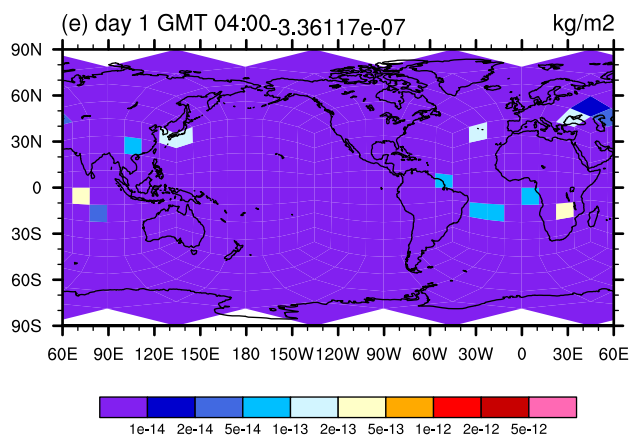 (e) day 1 GMT 04:00-3.36117e-07 kg/m2
90N
60N
30N
0
30S
60S
90S
60E 90E 120E 150E 180E 150W 120W 90W 60W 30W 0 30E 60E
1e-14 2e-14 5e-14 1e-13 2e-13 5e-13 1e-12 2e-12 5e-12